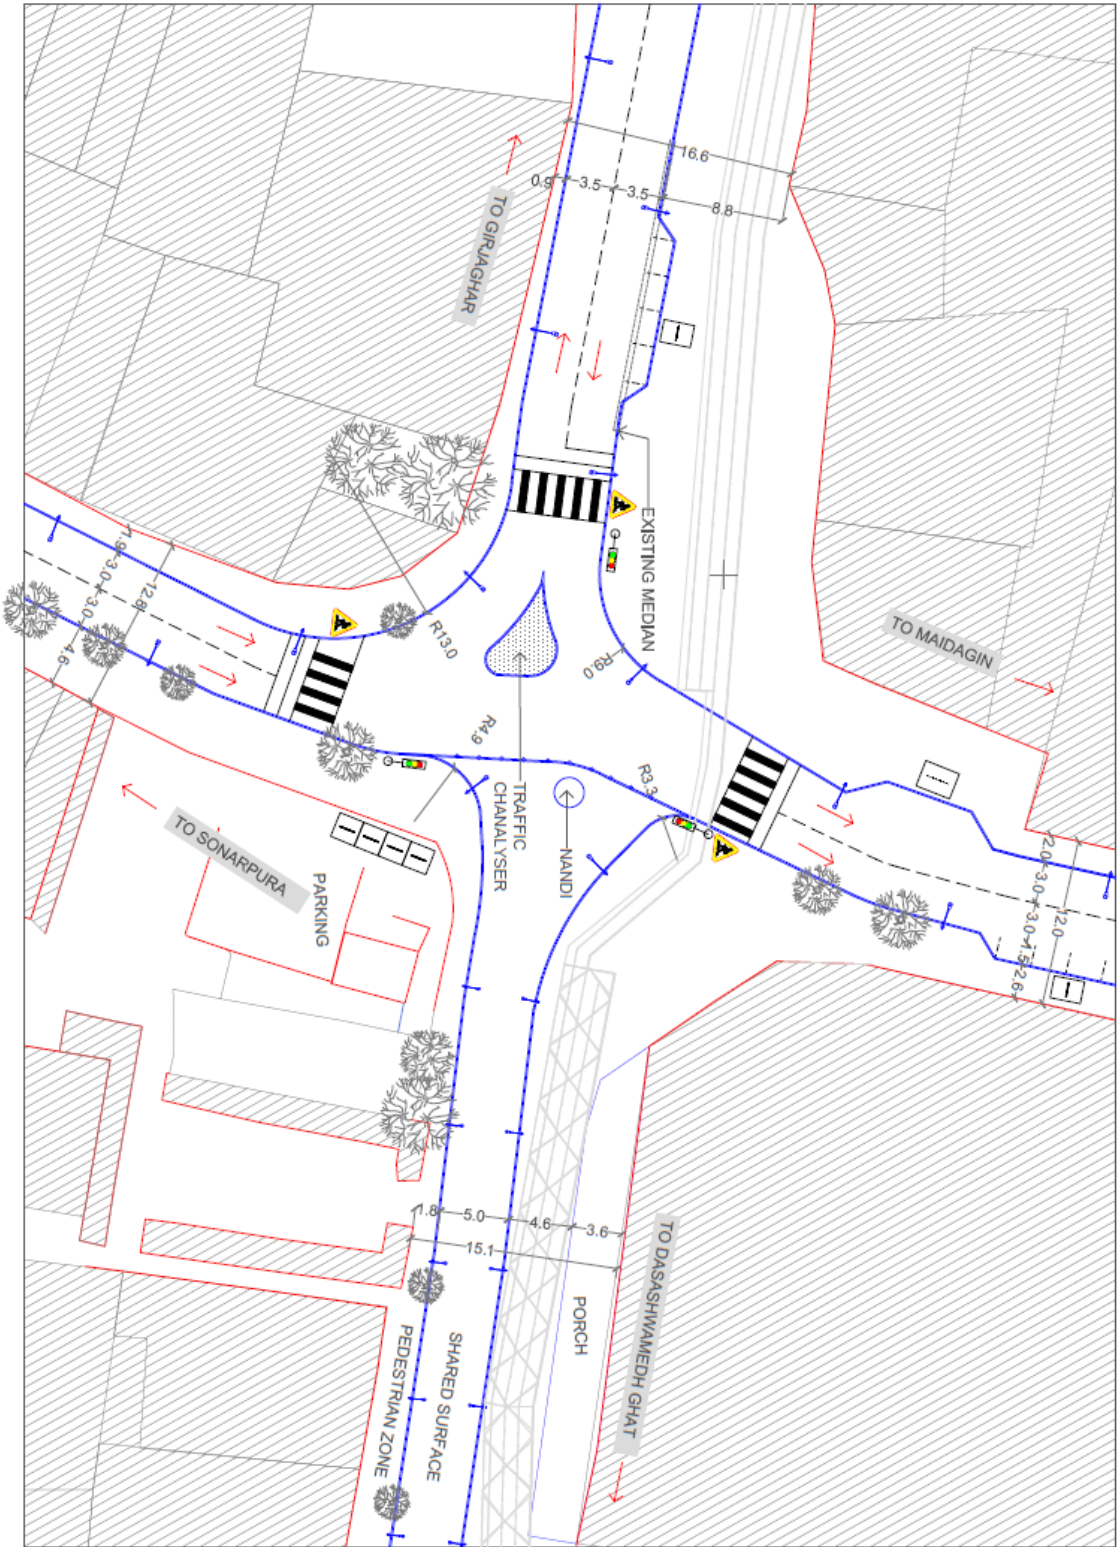 16.6
0.9
3.5
3.5
8.8
TO GIRJAGHAR
EXISTING MEDIAN
TO MAIDAGIN
1.9
3.0
3.0
12.8
4.6
R13.0
R9.0
R4.9
R3.3
TRAFFIC
CHANALYSER
NANDI
TO SONARPURA
PARKING
2.0
3.0
3.0
1.5
2.6
12.0
1.8
5.0
4.6
3.6
15.1
TO DASASHWAMEDH GHAT
PORCH
SHARED SURFACE
PEDESTRIAN ZONE